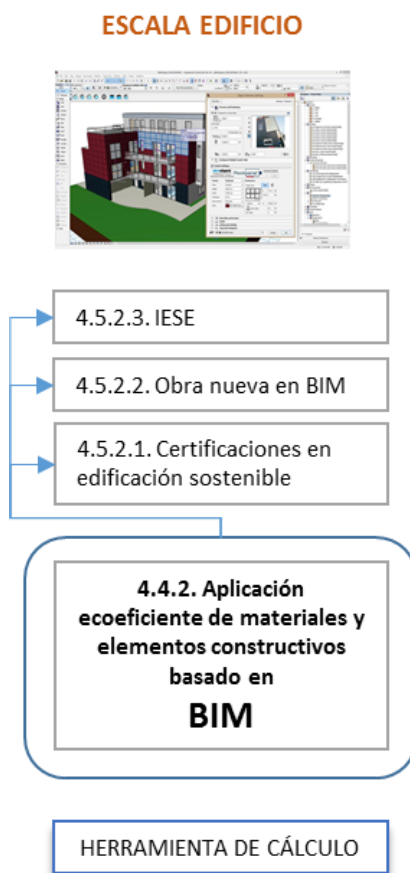 ESCALA EDIFICIO
4.5.2.3. IESE
4.5.2.2. Obra nueva en BIM
4.5.2.1. Certificaciones en
edificación sostenible
4.4.2. Aplicación
ecoeficiente de materiales y
elementos constructivos
basado en
BIM
HERRAMIENTA DE CÁLCULO